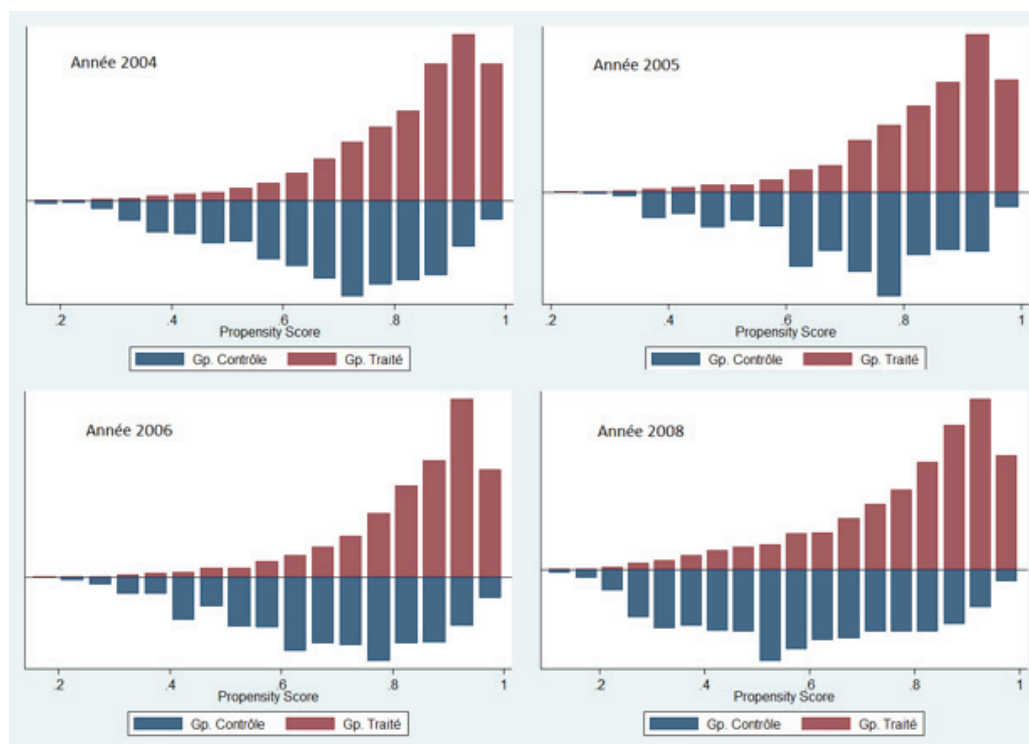 Année 2004
.2 .4 .6 .8 1
Propensity Score
Gp. Contrôle Gp. Traité
Année 2005
.2 .4 .6 .8 1
Propensity Score
Gp. Contrôle Gp. Traité
Année 2006
.2 .4 .6 .8 1
Propensity Score
Gp. Contrôle Gp. Traité
Année 2008
.2 .4 .6 .8 1
Propensity Score
Gp. Contrôle Gp. Traité